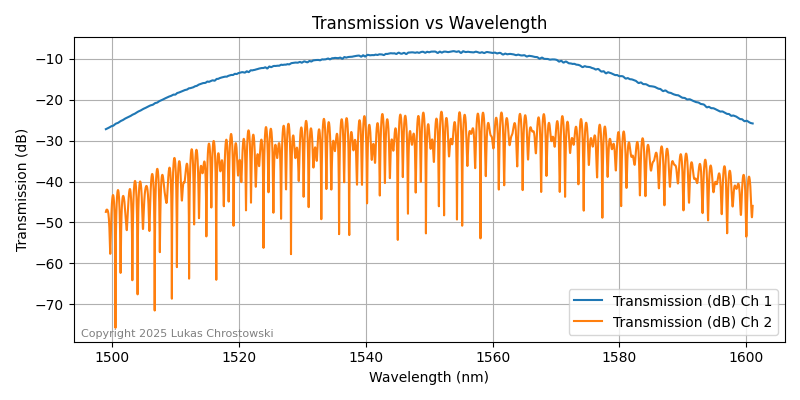 Transmission vs Wavelength
Transmission (dB)
−10
−20
−30
−40
−50
−60
−70
Transmission (dB) Ch 1
Transmission (dB) Ch 2
Copyright 2025 Lukas Chrostowski
1500
1520
1540
1560
1580
1600
Wavelength (nm)